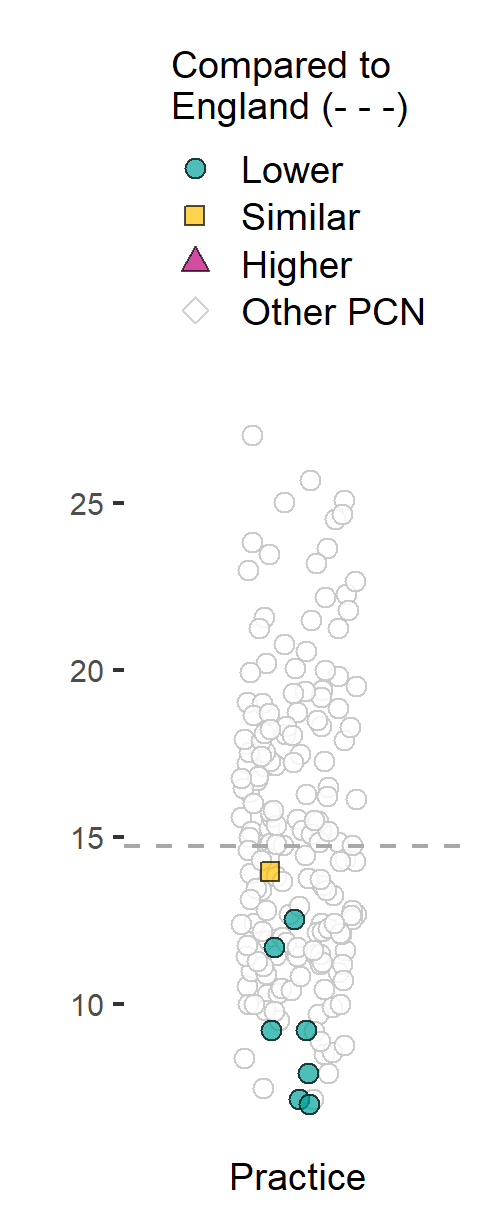 Compared to
England (- - -)
Lower
Similar
Higher
Other PCN
25
20
15
10
Practice